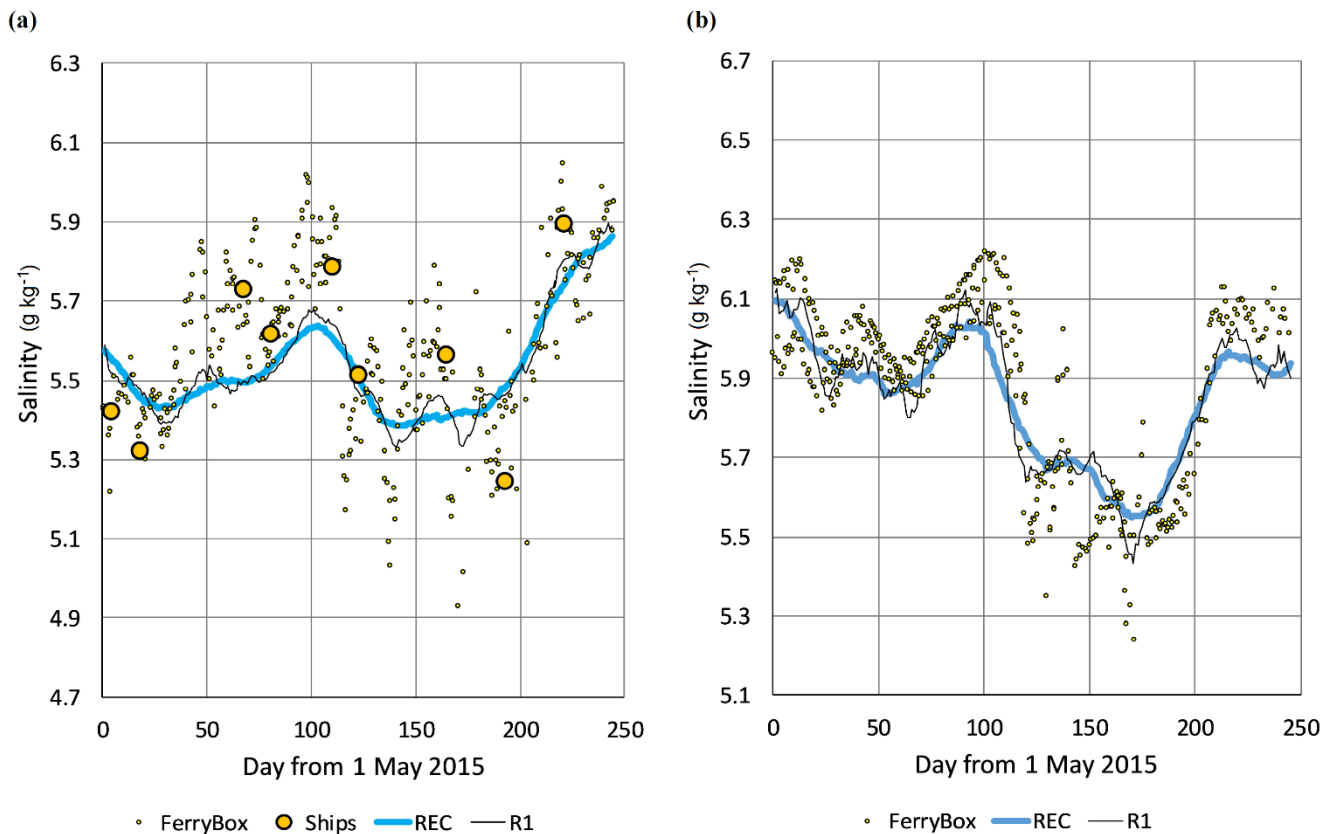 (a)
6.3
6.1
5.9
5.7
5.5
5.3
5.1
4.9
4.7
Salinity (g kg⁻¹)
0 50 100 150 200 250
Day from 1 May 2015
FerryBox Ships REC R1
(b)
6.7
6.5
6.3
6.1
5.9
5.7
5.5
5.3
5.1
Salinity (g kg⁻¹)
0 50 100 150 200 250
Day from 1 May 2015
FerryBox REC R1